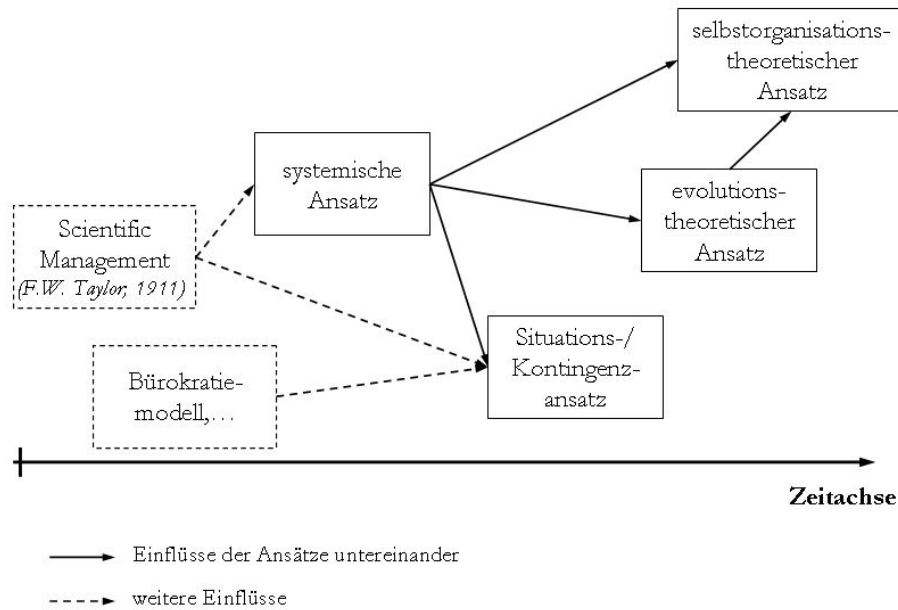 selbstorganisations-
theoretischer
Ansatz
systemische
Ansatz
evolutions-
theoretischer
Ansatz
Scientific
Management
(F.W. Taylor; 1911)
Situations-/
Kontingenz-
ansatz
Bürokratie-
modell,...
Zeitachse
Einflüsse der Ansätze untereinander
weitere Einflüsse